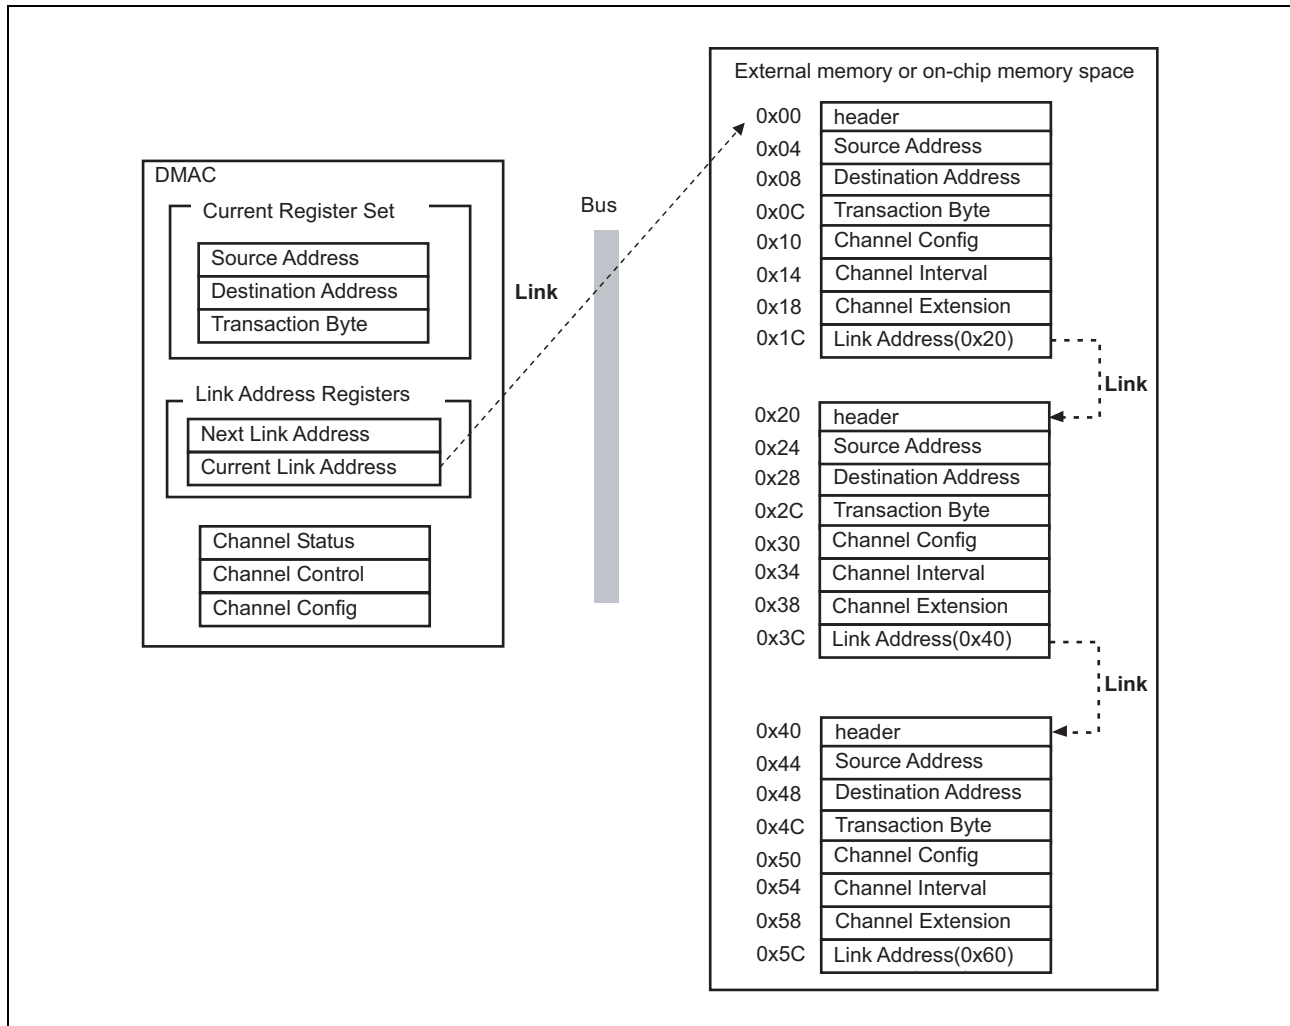 DMAC
Current Register Set
Source Address
Destination Address
Transaction Byte
Link Address Registers
Next Link Address
Current Link Address
Channel Status
Channel Control
Channel Config
Link
Bus
External memory or on-chip memory space
0x00 header
0x04 Source Address
0x08 Destination Address
0x0C Transaction Byte
0x10 Channel Config
0x14 Channel Interval
0x18 Channel Extension
0x1C Link Address(0x20)
Link
0x20 header
0x24 Source Address
0x28 Destination Address
0x2C Transaction Byte
0x30 Channel Config
0x34 Channel Interval
0x38 Channel Extension
0x3C Link Address(0x40)
Link
0x40 header
0x44 Source Address
0x48 Destination Address
0x4C Transaction Byte
0x50 Channel Config
0x54 Channel Interval
0x58 Channel Extension
0x5C Link Address(0x60)